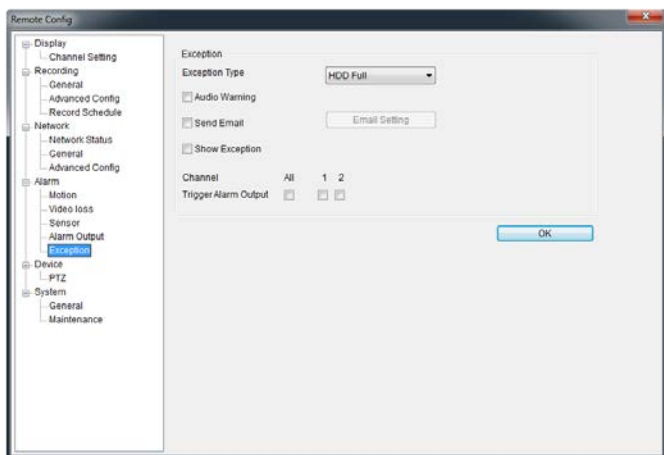 Remote Config
Display
Channel Setting
Recording
General
Advanced Config
Record Schedule
Network
Network Status
General
Advanced Config
Alarm
Motion
Video loss
Sensor
Alarm Output
Exception
Device
PTZ
System
General
Maintenance
Exception
Exception Type HDD Full
Audio Warning
Send Email Email Setting
Show Exception
Channel All 1 2
Trigger Alarm Output
OK